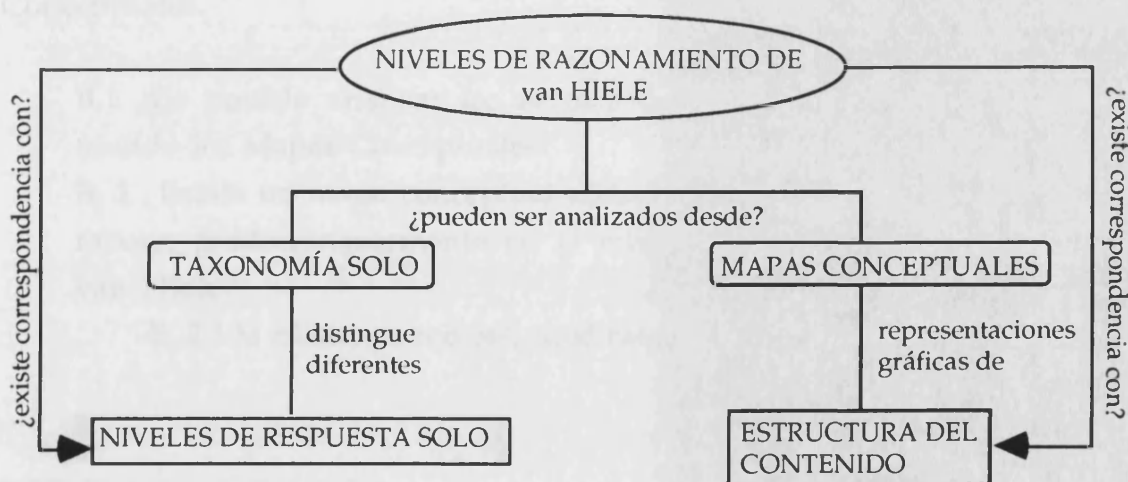 NIVELES DE RAZONAMIENTO DE
van HIELE
¿existe correspondencia con?
¿existe correspondencia con?
¿pueden ser analizados desde?
TAXONOMÍA SOLO
MAPAS CONCEPTUALES
distingue
diferentes
representaciones
gráficas de
NIVELES DE RESPUESTA SOLO
ESTRUCTURA DEL
CONTENIDO